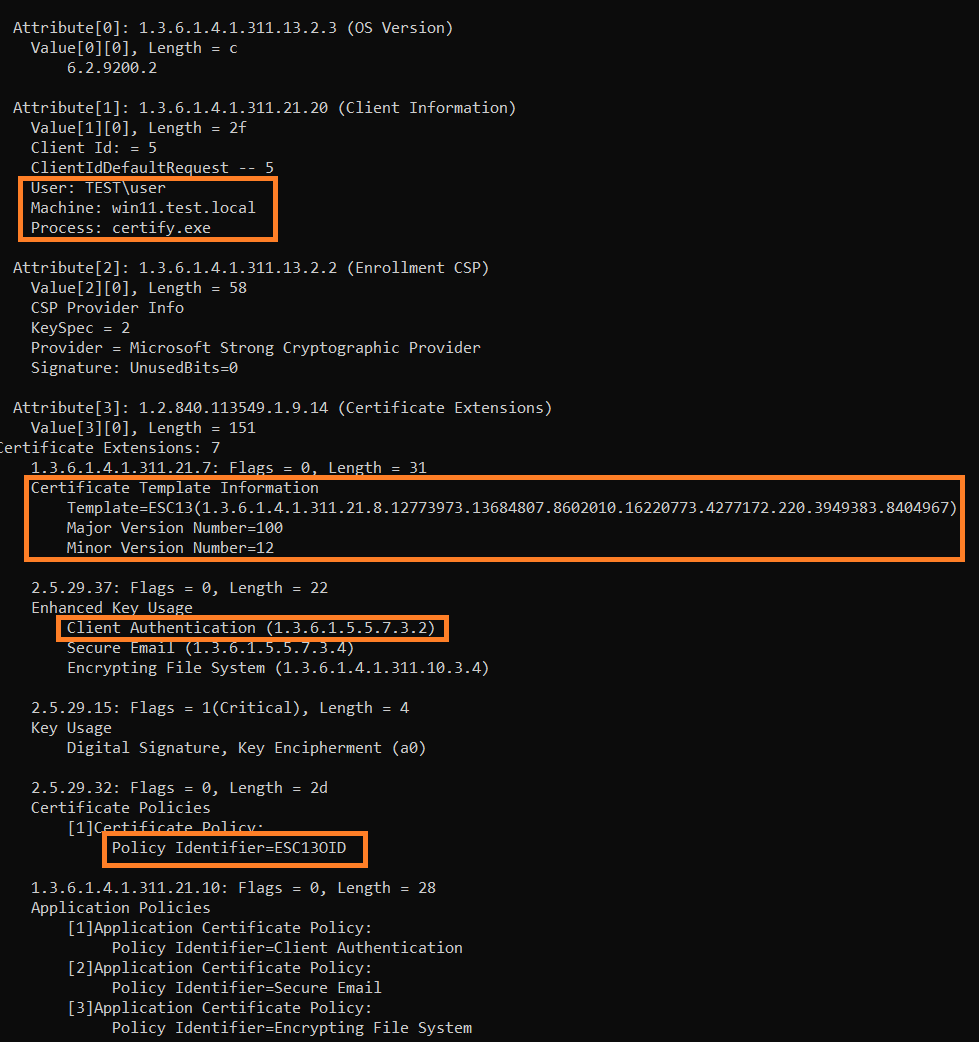 Attribute[0]: 1.3.6.1.4.1.311.13.2.3 (OS Version)
Value[0][0], Length = c
6.2.9200.2
Attribute[1]: 1.3.6.1.4.1.311.21.20 (Client Information)
Value[1][0], Length = 2f
Client Id: = 5
ClientIdDefaultRequest -- 5
User: TEST\user
Machine: win11.test.local
Process: certify.exe
Attribute[2]: 1.3.6.1.4.1.311.13.2.2 (Enrollment CSP)
Value[2][0], Length = 58
CSP Provider Info
KeySpec = 2
Provider = Microsoft Strong Cryptographic Provider
Signature: UnusedBits=0
Attribute[3]: 1.2.840.113549.1.9.14 (Certificate Extensions)
Value[3][0], Length = 151
Certificate Extensions: 7
1.3.6.1.4.1.311.21.7: Flags = 0, Length = 31
Certificate Template Information
Template=ESC13(1.3.6.1.4.1.311.21.8.12773973.13684807.8602010.16220773.4277172.220.3949383.8404967)
Major Version Number=100
Minor Version Number=12
2.5.29.37: Flags = 0, Length = 22
Enhanced Key Usage
Client Authentication (1.3.6.1.5.5.7.3.2)
Secure Email (1.3.6.1.5.5.7.3.4)
Encrypting File System (1.3.6.1.4.1.311.10.3.4)
2.5.29.15: Flags = 1(Critical), Length = 4
Key Usage
Digital Signature, Key Encipherment (a0)
2.5.29.32: Flags = 0, Length = 2d
Certificate Policies
[1]Certificate Policy:
Policy Identifier=ESC13OID
1.3.6.1.4.1.311.21.10: Flags = 0, Length = 28
Application Policies
[1]Application Certificate Policy:
Policy Identifier=Client Authentication
[2]Application Certificate Policy:
Policy Identifier=Secure Email
[3]Application Certificate Policy:
Policy Identifier=Encrypting File System